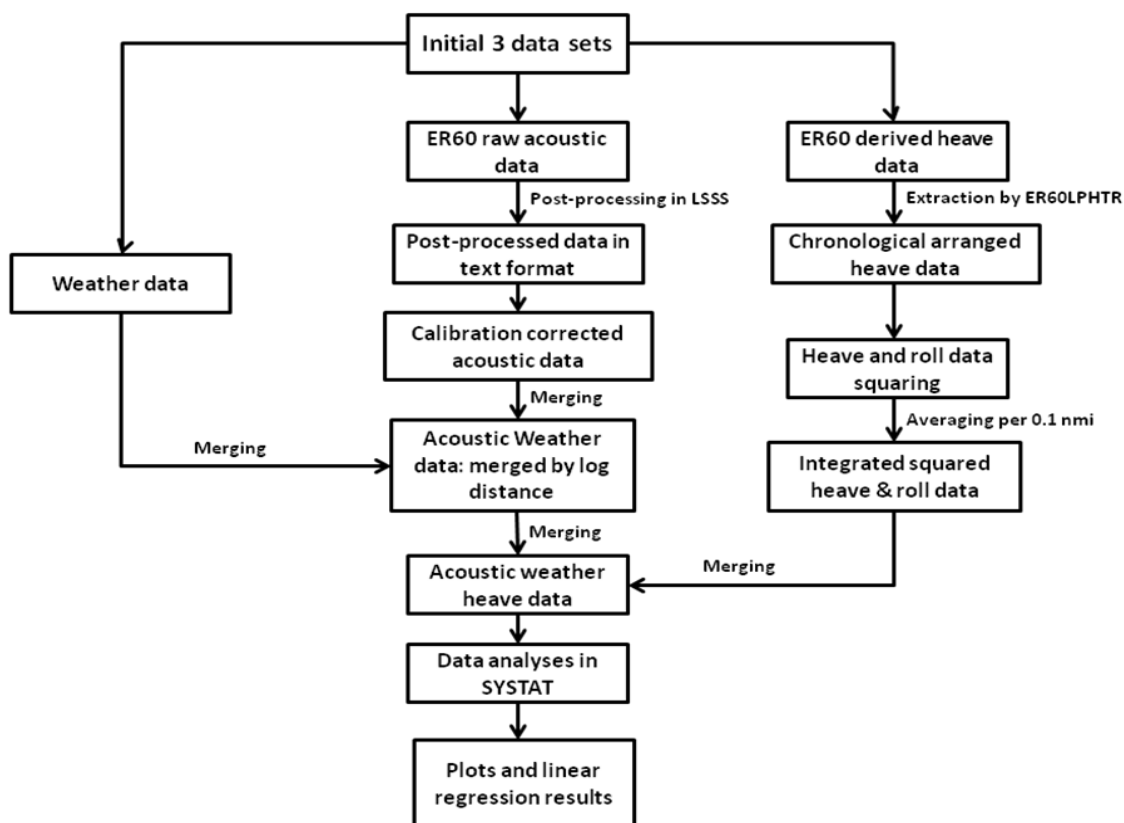 Initial 3 data sets
ER60 raw acoustic
data
ER60 derived heave
data
Post-processing in LSSS
Extraction by ER60LPHTR
Weather data
Post-processed data in
text format
Chronological arranged
heave data
Calibration corrected
acoustic data
Heave and roll data
squaring
Merging
Averaging per 0.1 nmi
Merging
Acoustic Weather
data: merged by log
distance
Integrated squared
heave & roll data
Merging
Merging
Acoustic weather
heave data
Data analyses in
SYSTAT
Plots and linear
regression results